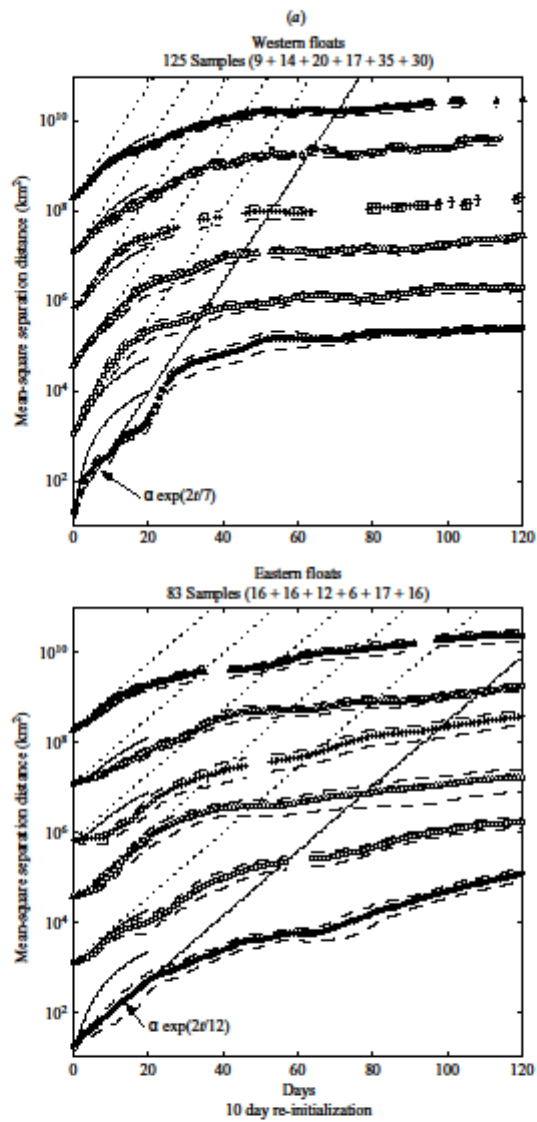 (a)
Western floats
125 Samples (9 + 14 + 20 + 17 + 35 + 30)
Mean-square separation distance (km²)
10¹⁰
10⁸
10⁶
10⁴
10²
α exp(2t/7)
0 20 40 60 80 100 120
Eastern floats
83 Samples (16 + 16 + 12 + 6 + 17 + 16)
Mean-square separation distance (km²)
10¹⁰
10⁸
10⁶
10⁴
10²
α exp(2t/12)
0 20 40 60 80 100 120
Days
10 day re-initialization